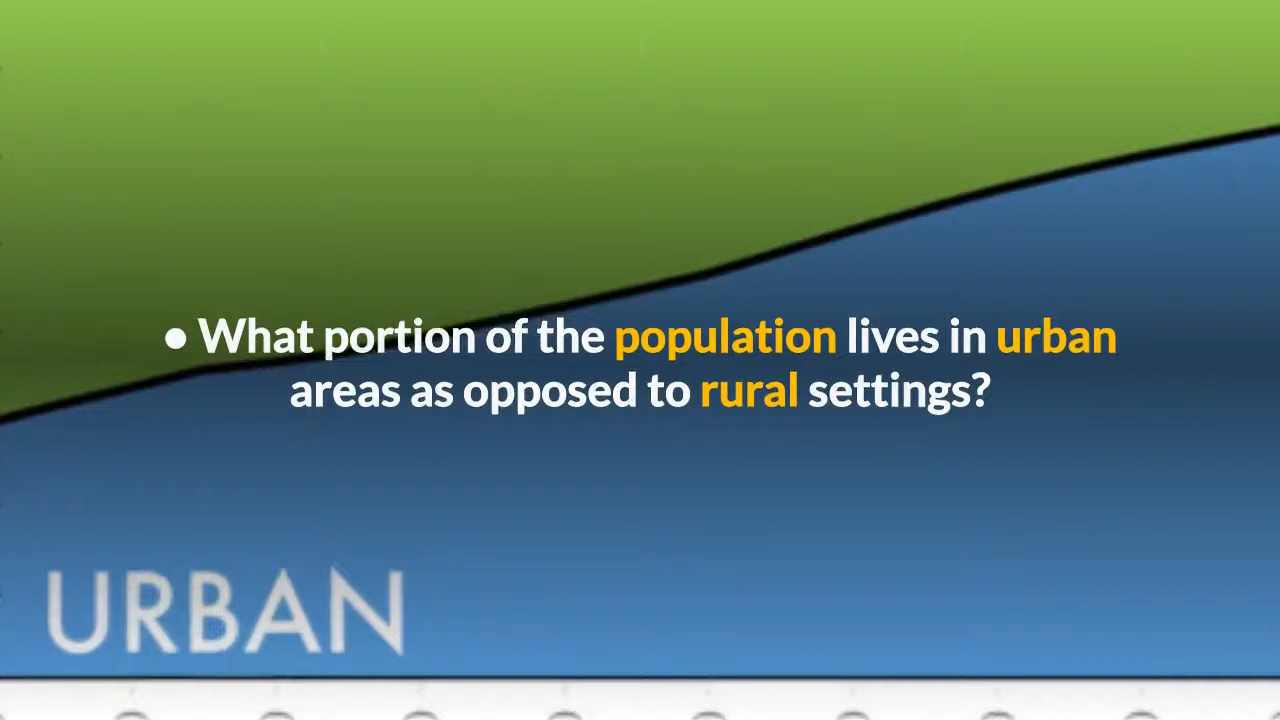 • What portion of the population lives in urban
areas as opposed to rural settings?
URBAN